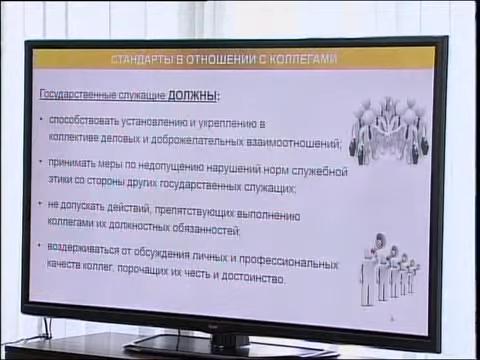 СТАНДАРТЫ В ОТНОШЕНИИ С КОЛЛЕГАМИ
Государственные служащие ДОЛЖНЫ:
• способствовать установлению и укреплению в
коллективе деловых и доброжелательных взаимоотношений;
• принимать меры по недопущению нарушений норм служебной
этики со стороны других государственных служащих;
• не допускать действий, препятствующих выполнению
коллегами их должностных обязанностей;
• воздерживаться от обсуждения личных и профессиональных
качеств коллег, порочащих их честь и достоинство.